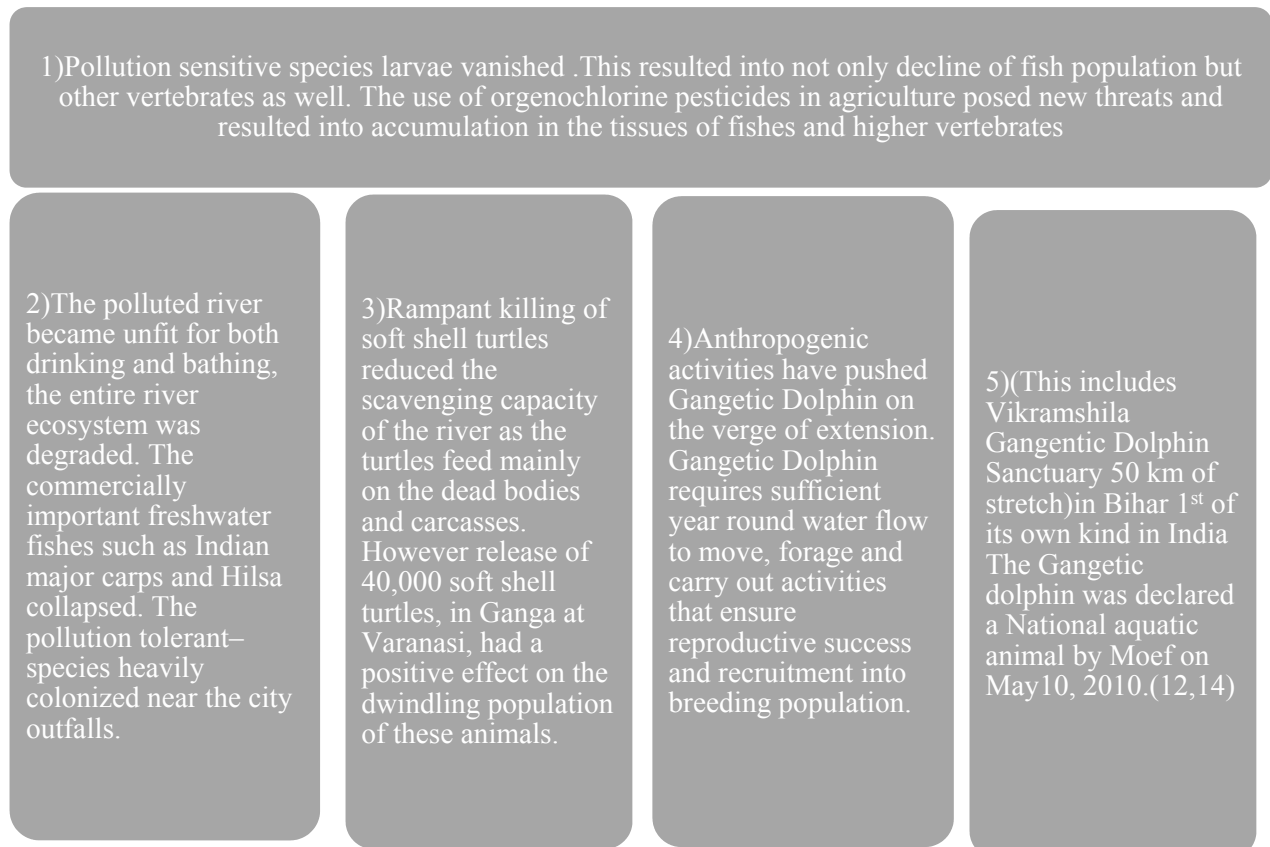 1)Pollution sensitive species larvae vanished .This resulted into not only decline of fish population but
other vertebrates as well. The use of orgenochlorine pesticides in agriculture posed new threats and
resulted into accumulation in the tissues of fishes and higher vertebrates
2)The polluted river
became unfit for both
drinking and bathing,
the entire river
ecosystem was
degraded. The
commercially
important freshwater
fishes such as Indian
major carps and Hilsa
collapsed. The
pollution tolerant–
species heavily
colonized near the city
outfalls.
3)Rampant killing of
soft shell turtles
reduced the
scavenging capacity
of the river as the
turtles feed mainly
on the dead bodies
and carcasses.
However release of
40,000 soft shell
turtles, in Ganga at
Varanasi, had a
positive effect on the
dwindling population
of these animals.
4)Anthropogenic
activities have pushed
Gangetic Dolphin on
the verge of extension.
Gangetic Dolphin
requires sufficient
year round water flow
to move, forage and
carry out activities
that ensure
reproductive success
and recruitment into
breeding population.
5)(This includes
Vikramshila
Gangentic Dolphin
Sanctuary 50 km of
stretch)in Bihar 1st of
its own kind in India
The Gangetic
dolphin was declared
a National aquatic
animal by Moef on
May10, 2010.(12,14)